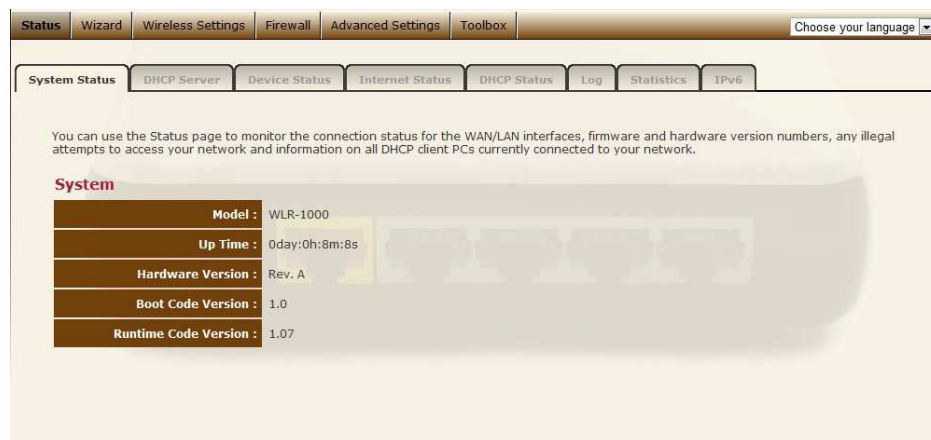 Status Wizard Wireless Settings Firewall Advanced Settings Toolbox Choose your language
System Status DHCP Server Device Status Internet Status DHCP Status Log Statistics IPv6
You can use the Status page to monitor the connection status for the WAN/LAN interfaces, firmware and hardware version numbers, any illegal
attempts to access your network and information on all DHCP client PCs currently connected to your network.
System
Model : WLR-1000
Up Time : 0day:0h:8m:8s
Hardware Version : Rev. A
Boot Code Version : 1.0
Runtime Code Version : 1.07